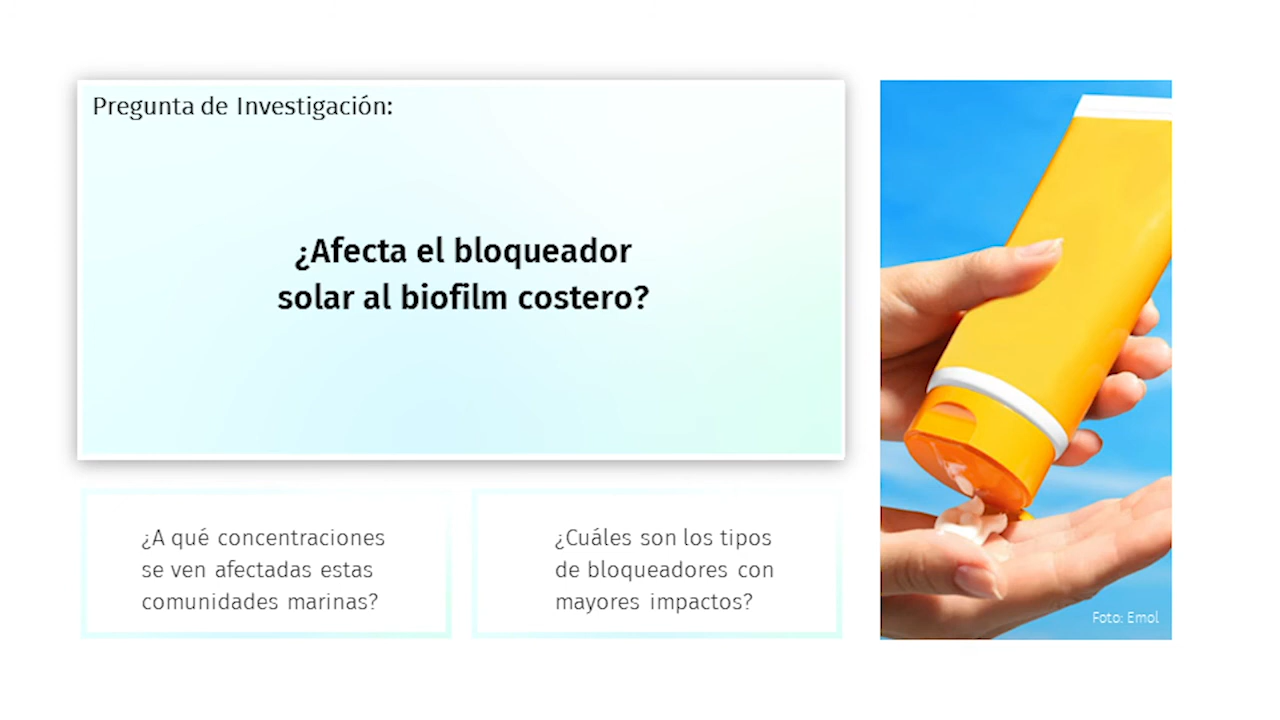 Pregunta de Investigación:
¿Afecta el bloqueador
solar al biofilm costero?
¿A qué concentraciones
se ven afectadas estas
comunidades marinas?
¿Cuáles son los tipos
de bloqueadores con
mayores impactos?
Foto: Emol